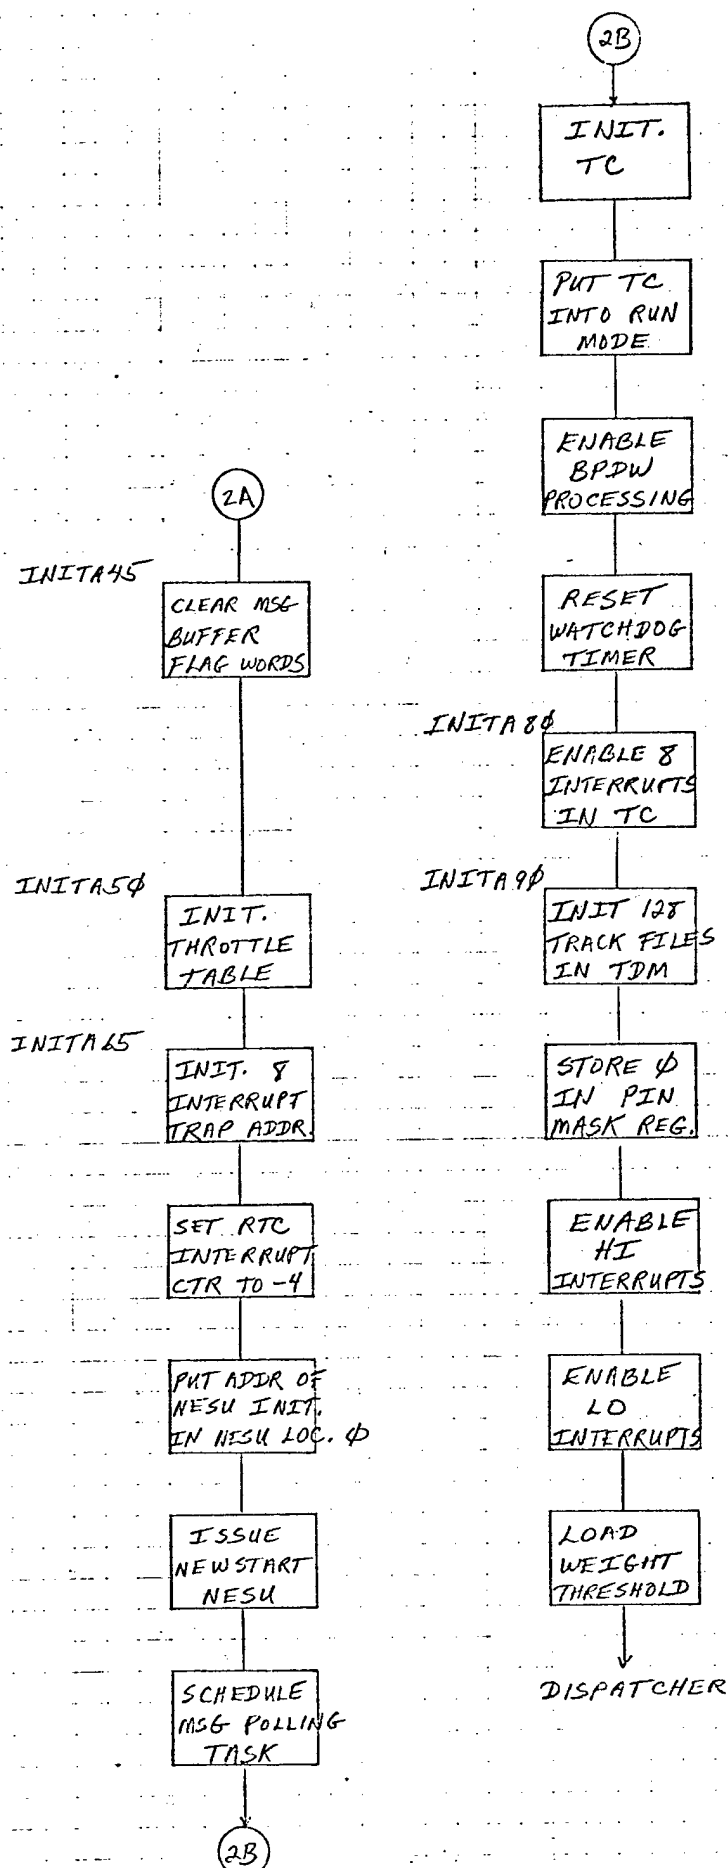 2A
INITA45
CLEAR MSG
BUFFER
FLAG WORDS
INITA5φ
INIT.
THROTTLE
TABLE
INITA65
INIT. 8
INTERRUPT
TRAP ADDR.
SET RTC
INTERRUPT
CTR TO -4
PUT ADDR OF
NESU INIT.
IN NESU LOC. φ
ISSUE
NEWSTART
NESU
SCHEDULE
MSG POLLING
TASK
2B
2B
INIT.
TC
PUT TC
INTO RUN
MODE
ENABLE
BPDW
PROCESSING
RESET
WATCHDOG
TIMER
INITA8φ
ENABLE 8
INTERRUPTS
IN TC
INITA9φ
INIT 128
TRACK FILES
IN TDM
STORE φ
IN PIN
MASK REG.
ENABLE
HI
INTERRUPTS
ENABLE
LO
INTERRUPTS
LOAD
WEIGHT
THRESHOLD
DISPATCHER